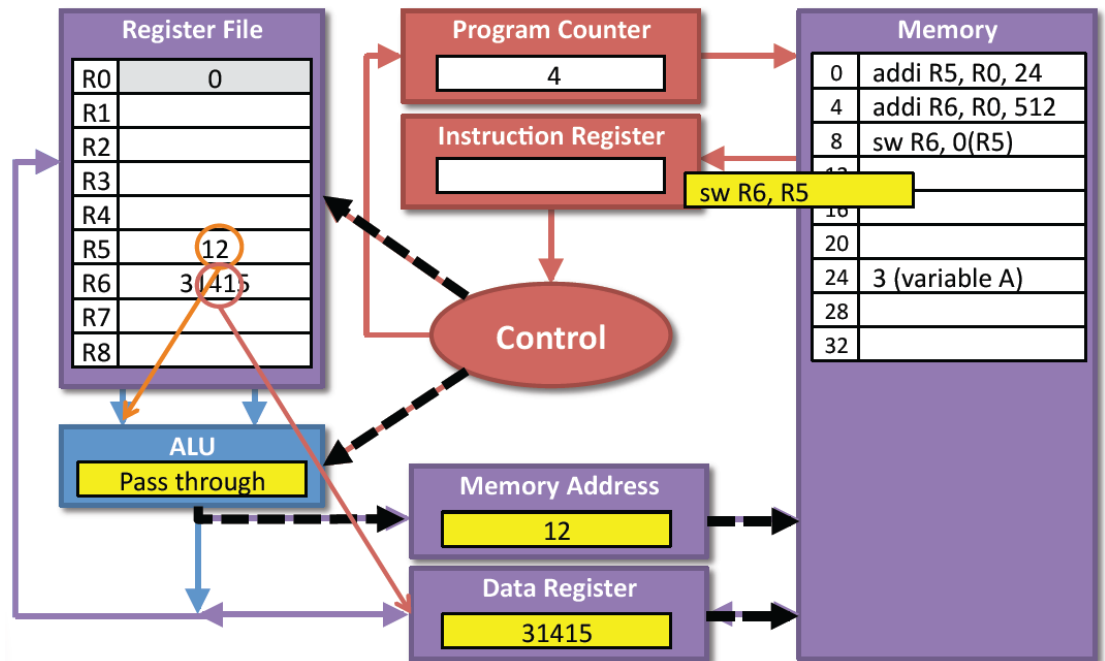 Register File
R0 0
R1
R2
R3
R4
R5 12
R6 31415
R7
R8
ALU
Pass through
Program Counter
4
Instruction Register
sw R6, R5
Control
Memory Address
12
Data Register
31415
Memory
0 addi R5, R0, 24
4 addi R6, R0, 512
8 sw R6, 0(R5)
12
16
20
24 3 (variable A)
28
32